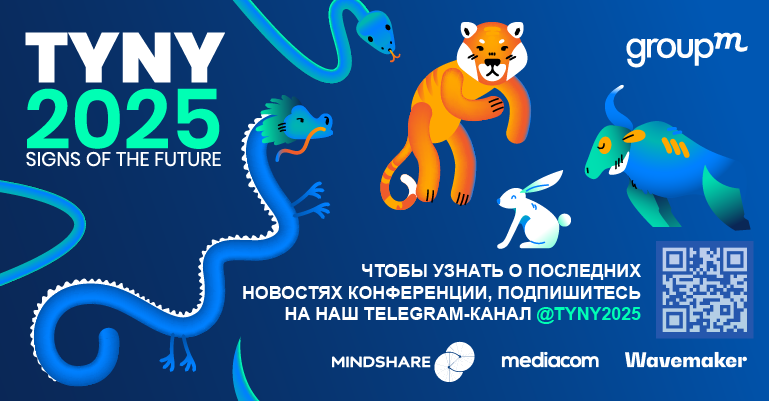 TYNY
2025
SIGNS OF THE FUTURE
groupm
ЧТОБЫ УЗНАТЬ О ПОСЛЕДНИХ
НОВОСТЯХ КОНФЕРЕНЦИИ, ПОДПИШИТЕСЬ
НА НАШ TELEGRAM-КАНАЛ @TYNY2025
MINDSHARE
mediacom
Wavemaker